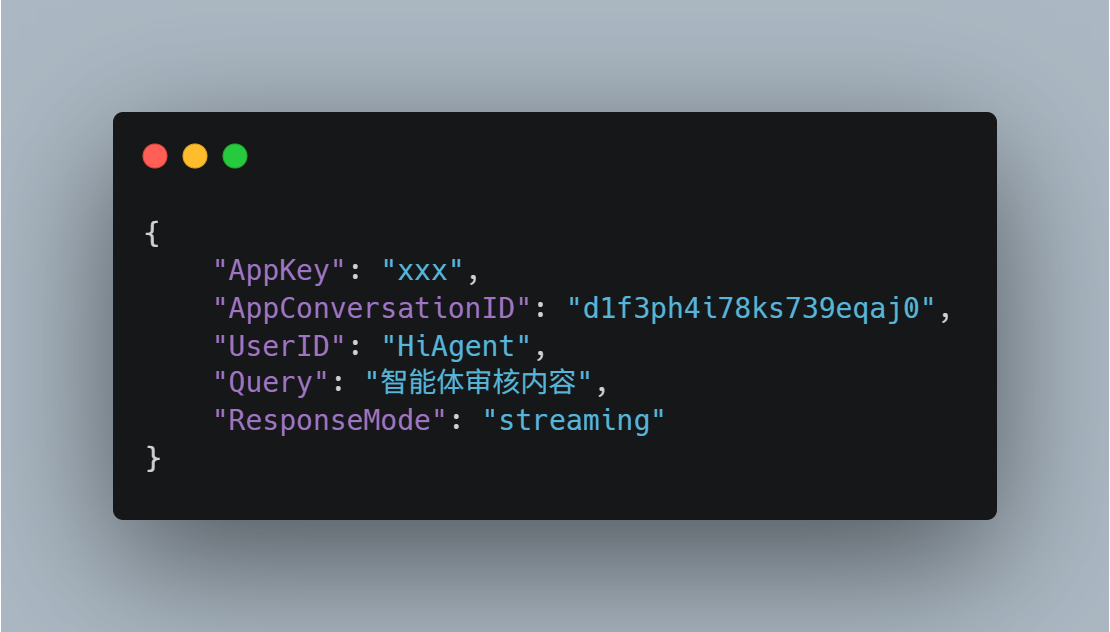 {
    "AppKey": "xxx",
    "AppConversationID": "d1f3ph4i78ks739eqaj0",
    "UserID": "HiAgent",
    "Query": "智能体审核内容",
    "ResponseMode": "streaming"
}